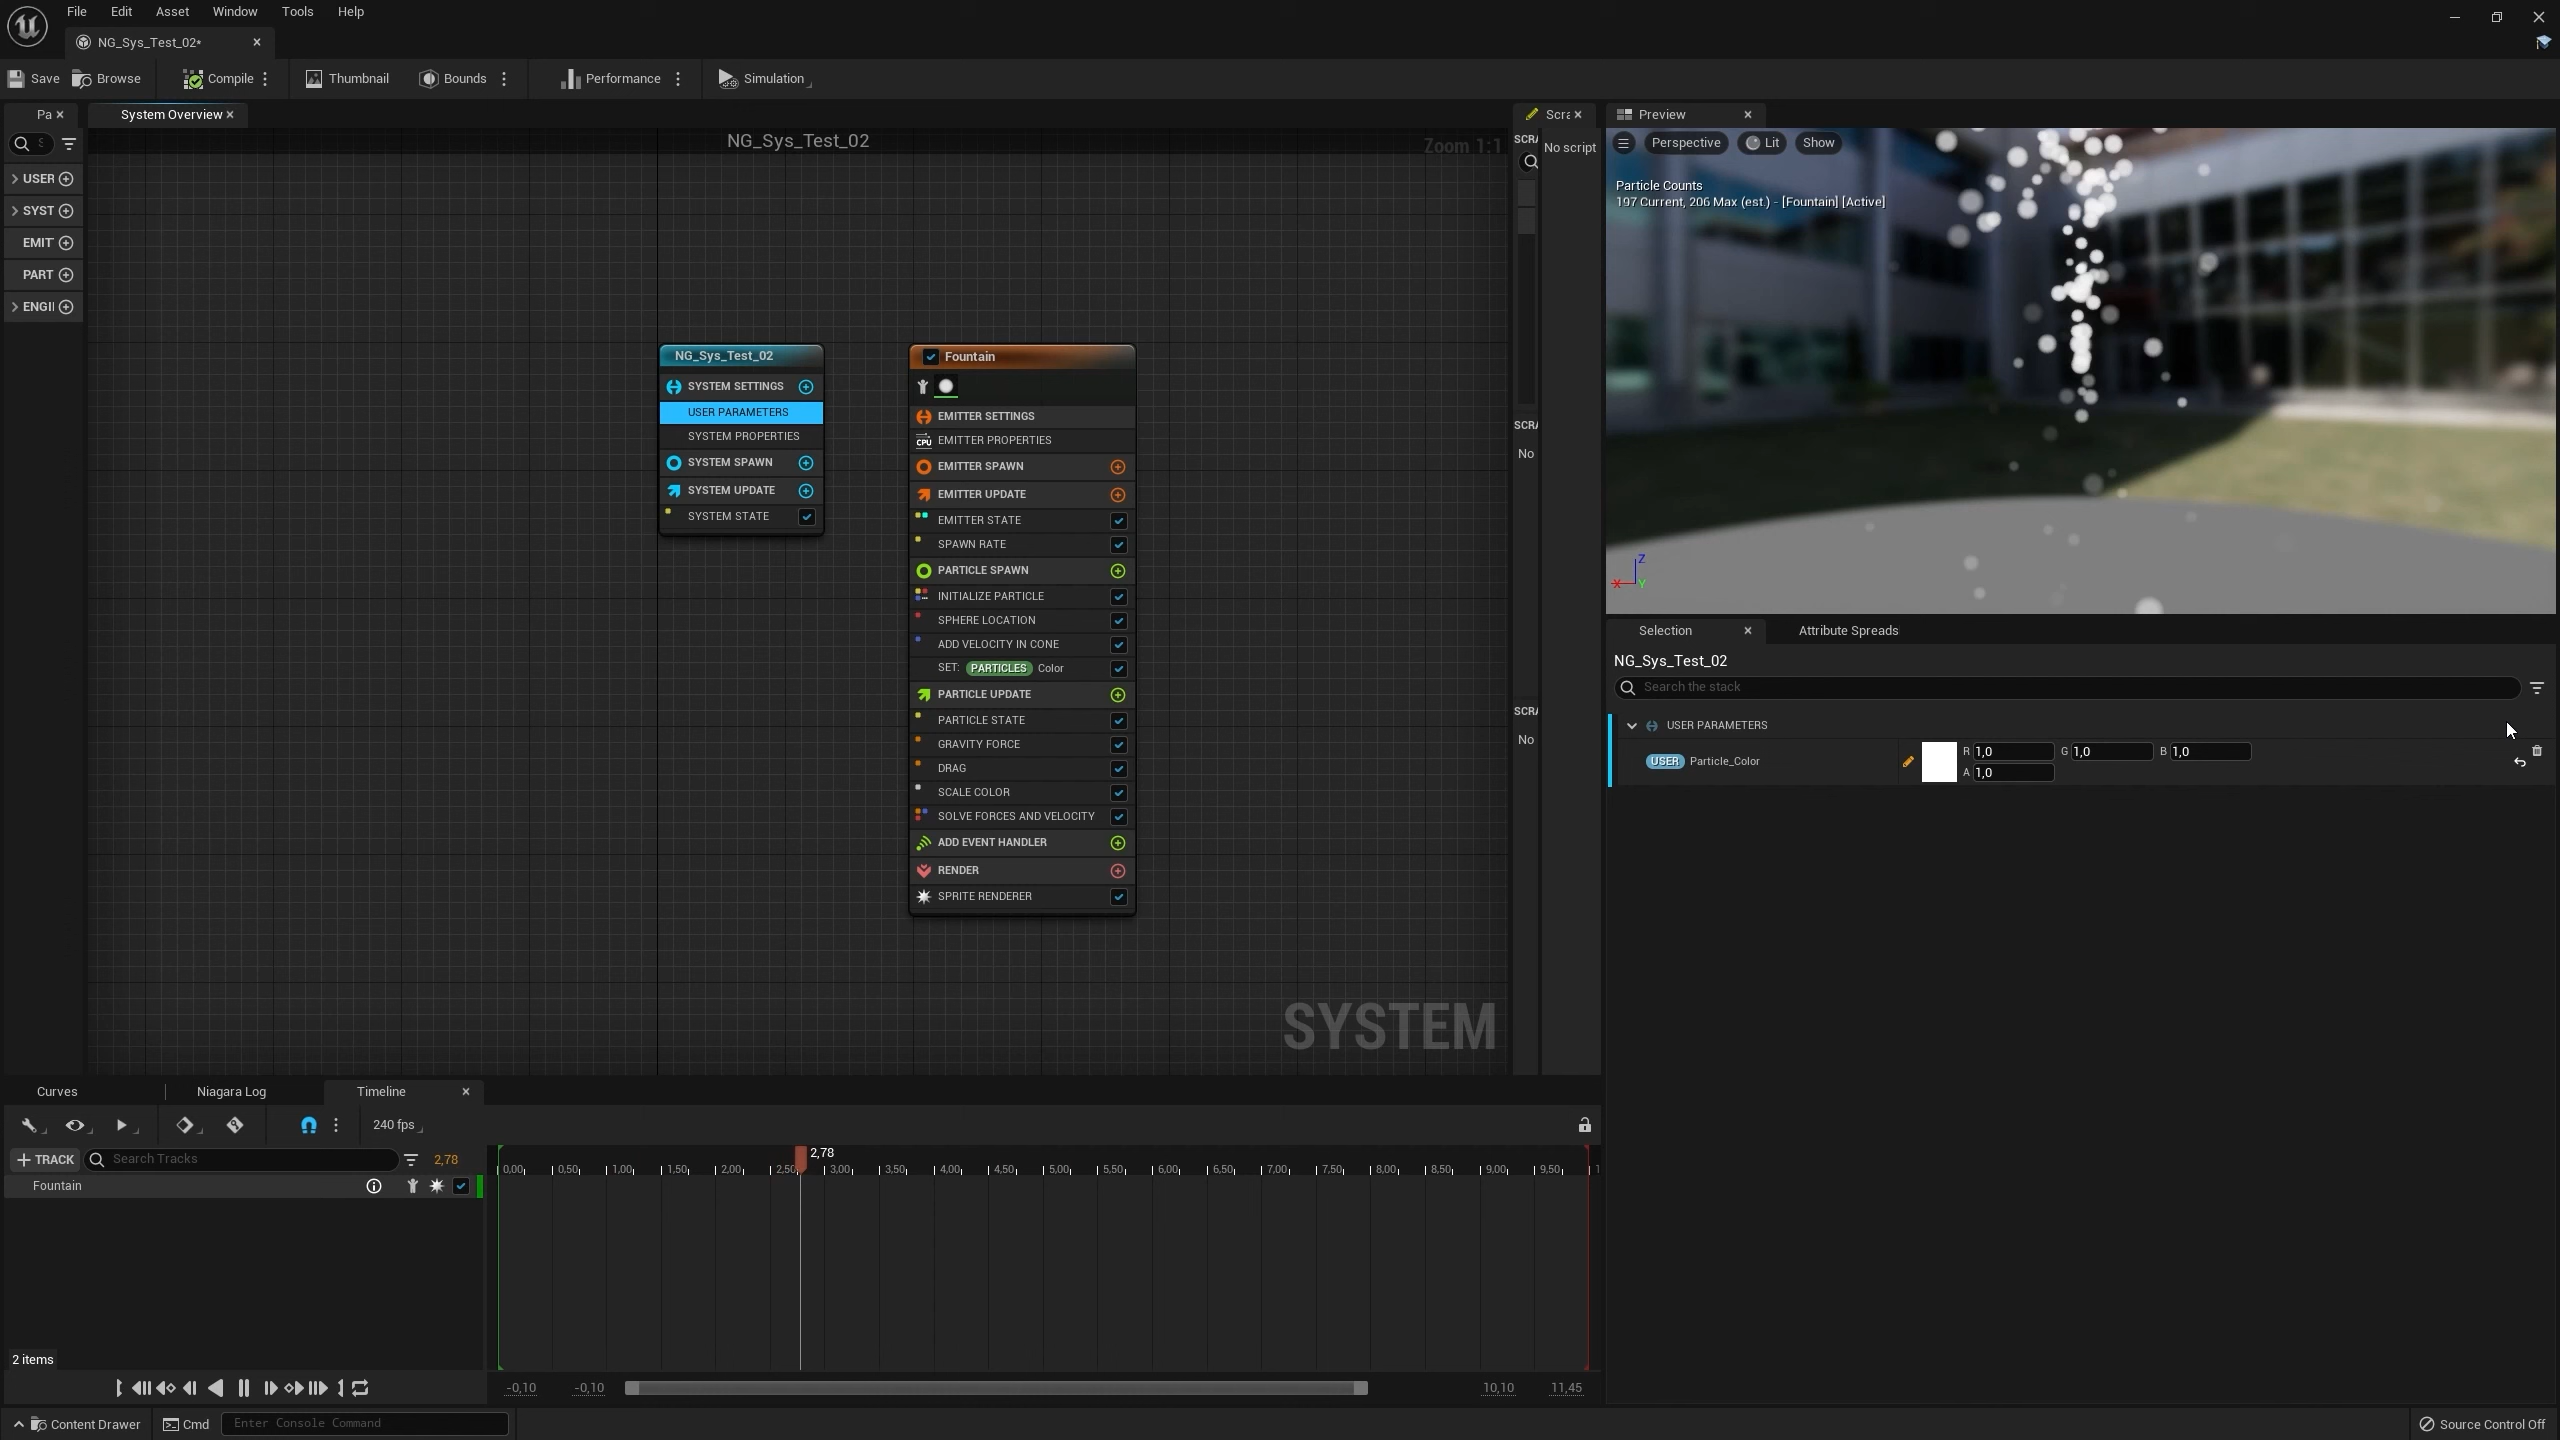 File Edit Asset Window Tools Help
NG_Sys_Test_02*
Save Browse Compile Thumbnail Bounds Performance Simulation
Pa
System Overview
Scr
Preview
NG_Sys_Test_02
Zoom 1:1
SCRA
No script
Perspective Lit Show
Particle Counts
197 Current, 206 Max (est.) - [Fountain] [Active]
USER
SYST
EMIT
PART
ENGI
NG_Sys_Test_02
SYSTEM SETTINGS
USER PARAMETERS
SYSTEM PROPERTIES
SYSTEM SPAWN
SYSTEM UPDATE
SYSTEM STATE
Fountain
EMITTER SETTINGS
CPU EMITTER PROPERTIES
EMITTER SPAWN
EMITTER UPDATE
EMITTER STATE
SPAWN RATE
PARTICLE SPAWN
INITIALIZE PARTICLE
SPHERE LOCATION
ADD VELOCITY IN CONE
SET: PARTICLES Color
PARTICLE UPDATE
PARTICLE STATE
GRAVITY FORCE
DRAG
SCALE COLOR
SOLVE FORCES AND VELOCITY
ADD EVENT HANDLER
RENDER
SPRITE RENDERER
SCRA
No
SCRA
No
SYSTEM
Z
X Y
Selection Attribute Spreads
NG_Sys_Test_02
Search the stack
USER PARAMETERS
USER Particle_Color
R 1,0 G 1,0 B 1,0
A 1,0
Curves Niagara Log Timeline
240 fps
TRACK Search Tracks 2,78
Fountain
2,78
0,00 0,50 1,00 1,50 2,00 2,50 3,00 3,50 4,00 4,50 5,00 5,50 6,00 6,50 7,00 7,50 8,00 8,50 9,00 9,50 1
2 items
-0,10 -0,10 10,10 11,45
Content Drawer Cmd Enter Console Command Source Control Off